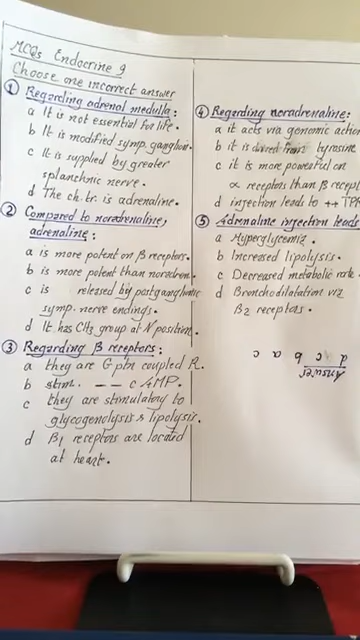 MCQs Endocrine 9
Choose one incorrect answer
① Regarding adrenal medulla:
a It is not essential for life.
b It is modified symp. ganglion.
c It is supplied by greater
splanchnic nerve.
d The ch. tr. is adrenaline.
② Compared to noradrenaline,
adrenaline:
a is more potent on β receptors.
b is more potent than noradren.
c is released by postganglionic
symp. nerve endings.
d It has CH3 group at N position.
③ Regarding β receptors:
a they are G ptn coupled R.
b stim. — — c AMP.
c they are stimulatory to
glycogenolysis & lipolysis.
d β1 receptors are located
at heart.
④ Regarding noradrenaline:
a it acts via genomic action
b it is derived from tyrosine
c it is more powerful on
α receptors than β recept
d injection leads to ++ TPR
⑤ Adrenaline injection leads
a Hyperglycemia.
b Increased lipolysis.
c Decreased metabolic rate.
d Bronchodilatation via
β2 receptors.
Answers
d c b a c